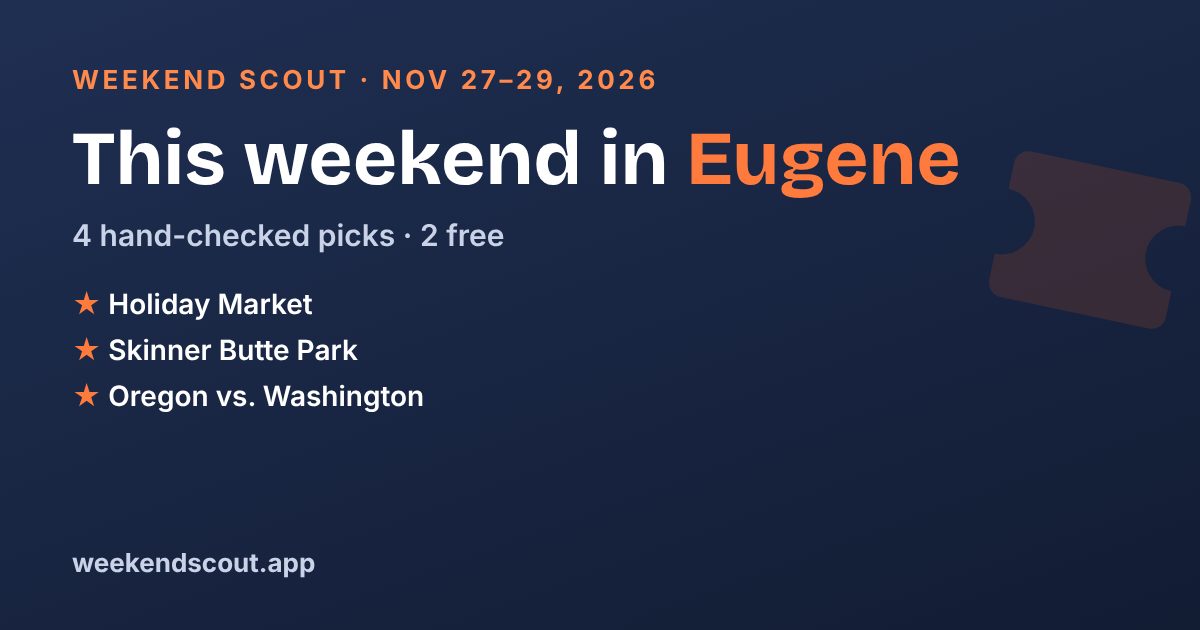 WEEKEND SCOUT · NOV 27–29, 2026
This weekend in Eugene
4 hand-checked picks · 2 free
★ Holiday Market
★ Skinner Butte Park
★ Oregon vs. Washington
weekendscout.app